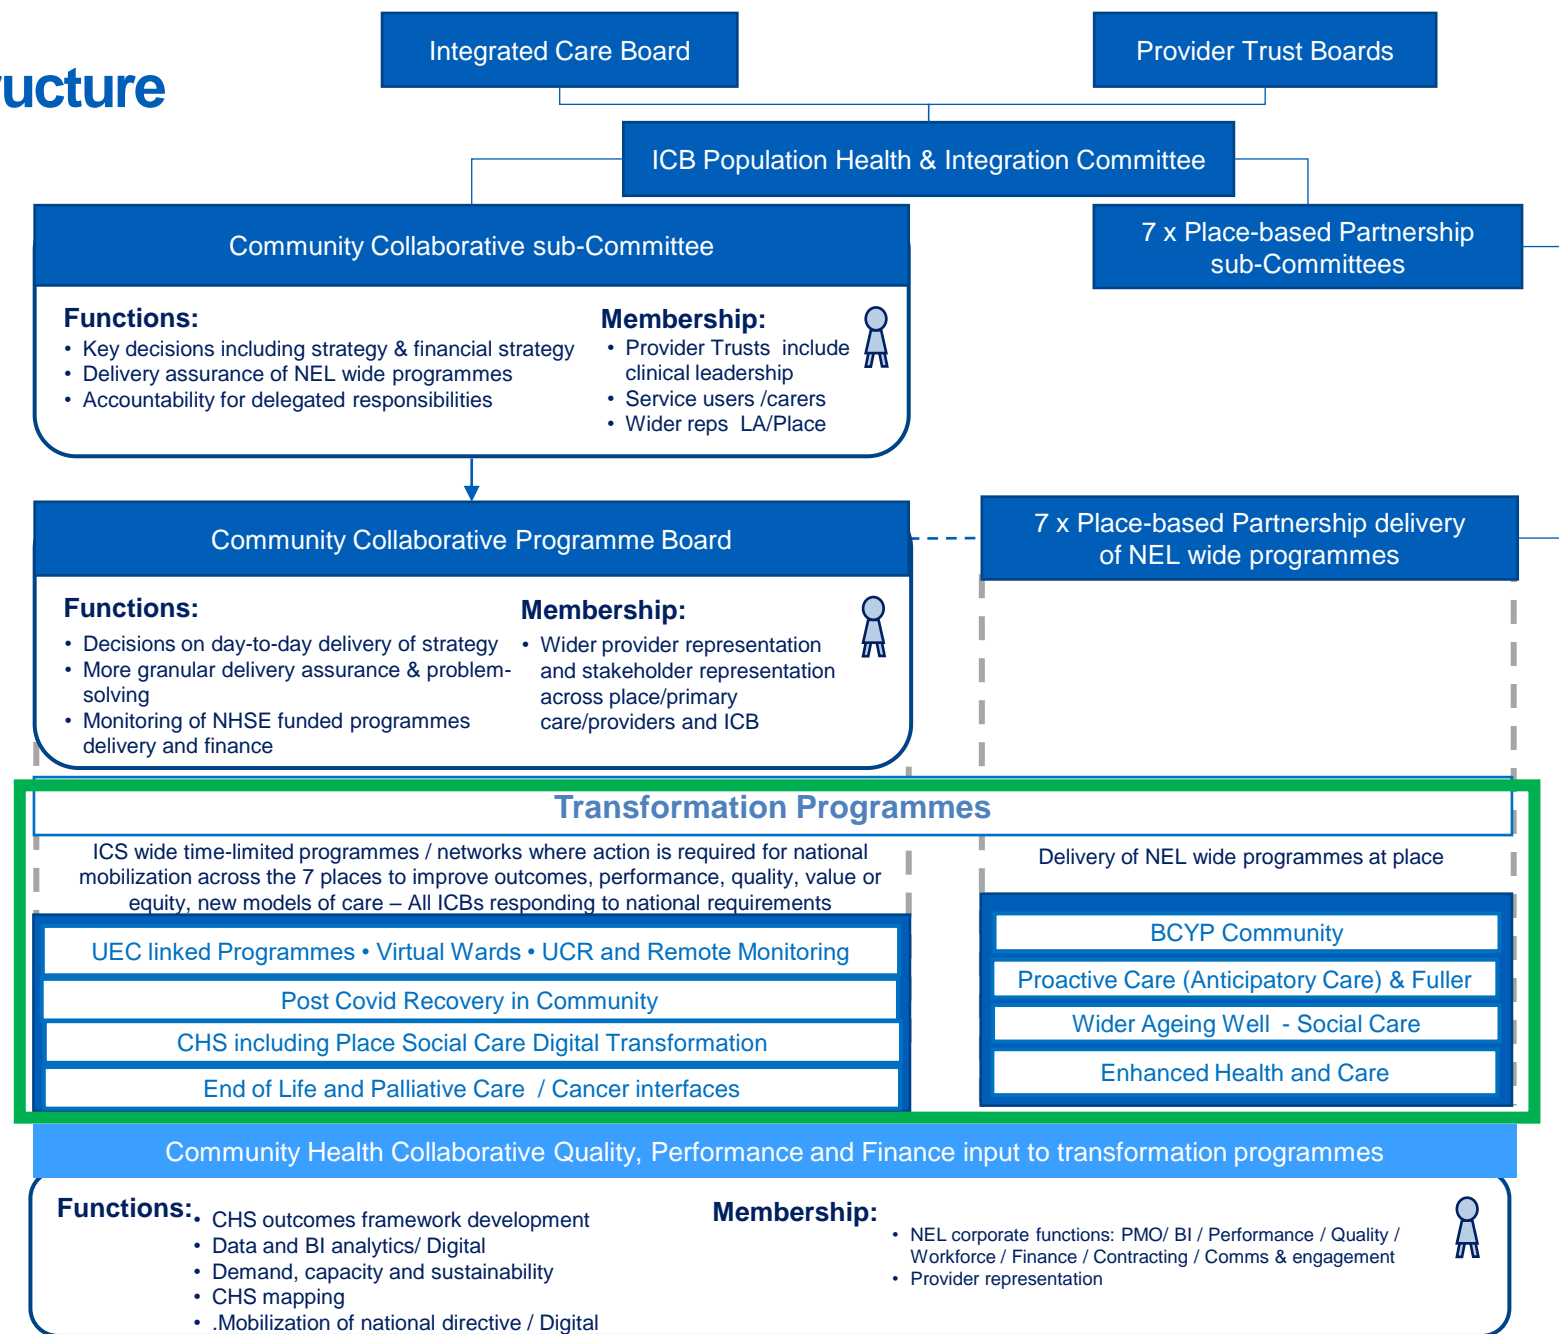 ucture
Integrated Care Board
Provider Trust Boards
ICB Population Health & Integration Committee
Community Collaborative sub-Committee
7 x Place-based Partnership
sub-Committees
Functions:
• Key decisions including strategy & financial strategy
• Delivery assurance of NEL wide programmes
• Accountability for delegated responsibilities
Membership:
• Provider Trusts include
clinical leadership
• Service users /carers
• Wider reps LA/Place
Community Collaborative Programme Board
7 x Place-based Partnership delivery
of NEL wide programmes
Functions:
• Decisions on day-to-day delivery of strategy
• More granular delivery assurance & problem-
solving
• Monitoring of NHSE funded programmes
delivery and finance
Membership:
• Wider provider representation
and stakeholder representation
across place/primary
care/providers and ICB
Transformation Programmes
ICS wide time-limited programmes / networks where action is required for national
mobilization across the 7 places to improve outcomes, performance, quality, value or
equity, new models of care – All ICBs responding to national requirements
UEC linked Programmes • Virtual Wards • UCR and Remote Monitoring
Post Covid Recovery in Community
CHS including Place Social Care Digital Transformation
End of Life and Palliative Care / Cancer interfaces
Delivery of NEL wide programmes at place
BCYP Community
Proactive Care (Anticipatory Care) & Fuller
Wider Ageing Well - Social Care
Enhanced Health and Care
Community Health Collaborative Quality, Performance and Finance input to transformation programmes
Functions:
• CHS outcomes framework development
• Data and BI analytics/ Digital
• Demand, capacity and sustainability
• CHS mapping
• .Mobilization of national directive / Digital
Membership:
• NEL corporate functions: PMO/ BI / Performance / Quality /
Workforce / Finance / Contracting / Comms & engagement
• Provider representation